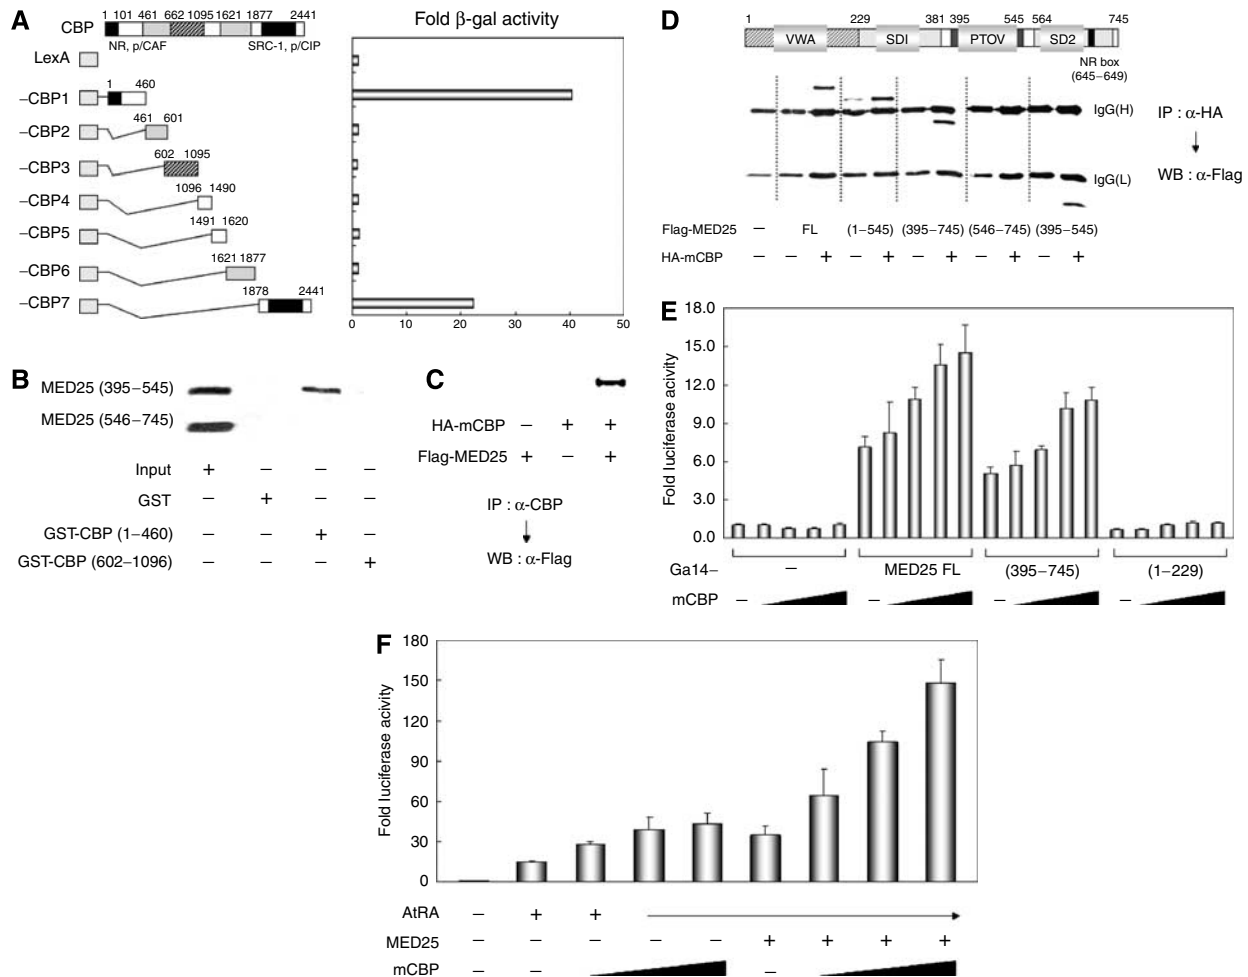 A
1 101 461 662 1095 1621 1877 2441
CBP
NR, p/CAF SRC-1, p/CIP
LexA
1 460
–CBP1
461 601
–CBP2
602 1095
–CBP3
1096 1490
–CBP4
1491 1620
–CBP5
1621 1877
–CBP6
1878 2441
–CBP7
Fold β-gal activity
0 10 20 30 40 50
B
MED25 (395–545)
MED25 (546–745)
Input + – – –
GST – + – –
GST-CBP (1–460) – – + –
GST-CBP (602–1096) – – – +
C
HA-mCBP – + +
Flag-MED25 + – +
IP : α-CBP
WB : α-Flag
D
1 229 381 395 545 564 745
VWA SDI PTOV SD2
NR box
(645–649)
IgG(H)
IgG(L)
IP : α-HA
WB : α-Flag
Flag-MED25 – FL (1–545) (395–745) (546–745) (395–545)
HA-mCBP – – + – + – + – + – +
E
Fold luciferase activity
18.0
15.0
12.0
9.0
6.0
3.0
0.0
Ga14– – MED25 FL (395–745) (1–229)
mCBP – – – –
F
Fold luciferase acivity
180
150
120
90
60
30
0
AtRA – + +
MED25 – – – – – + + + +
mCBP – – –